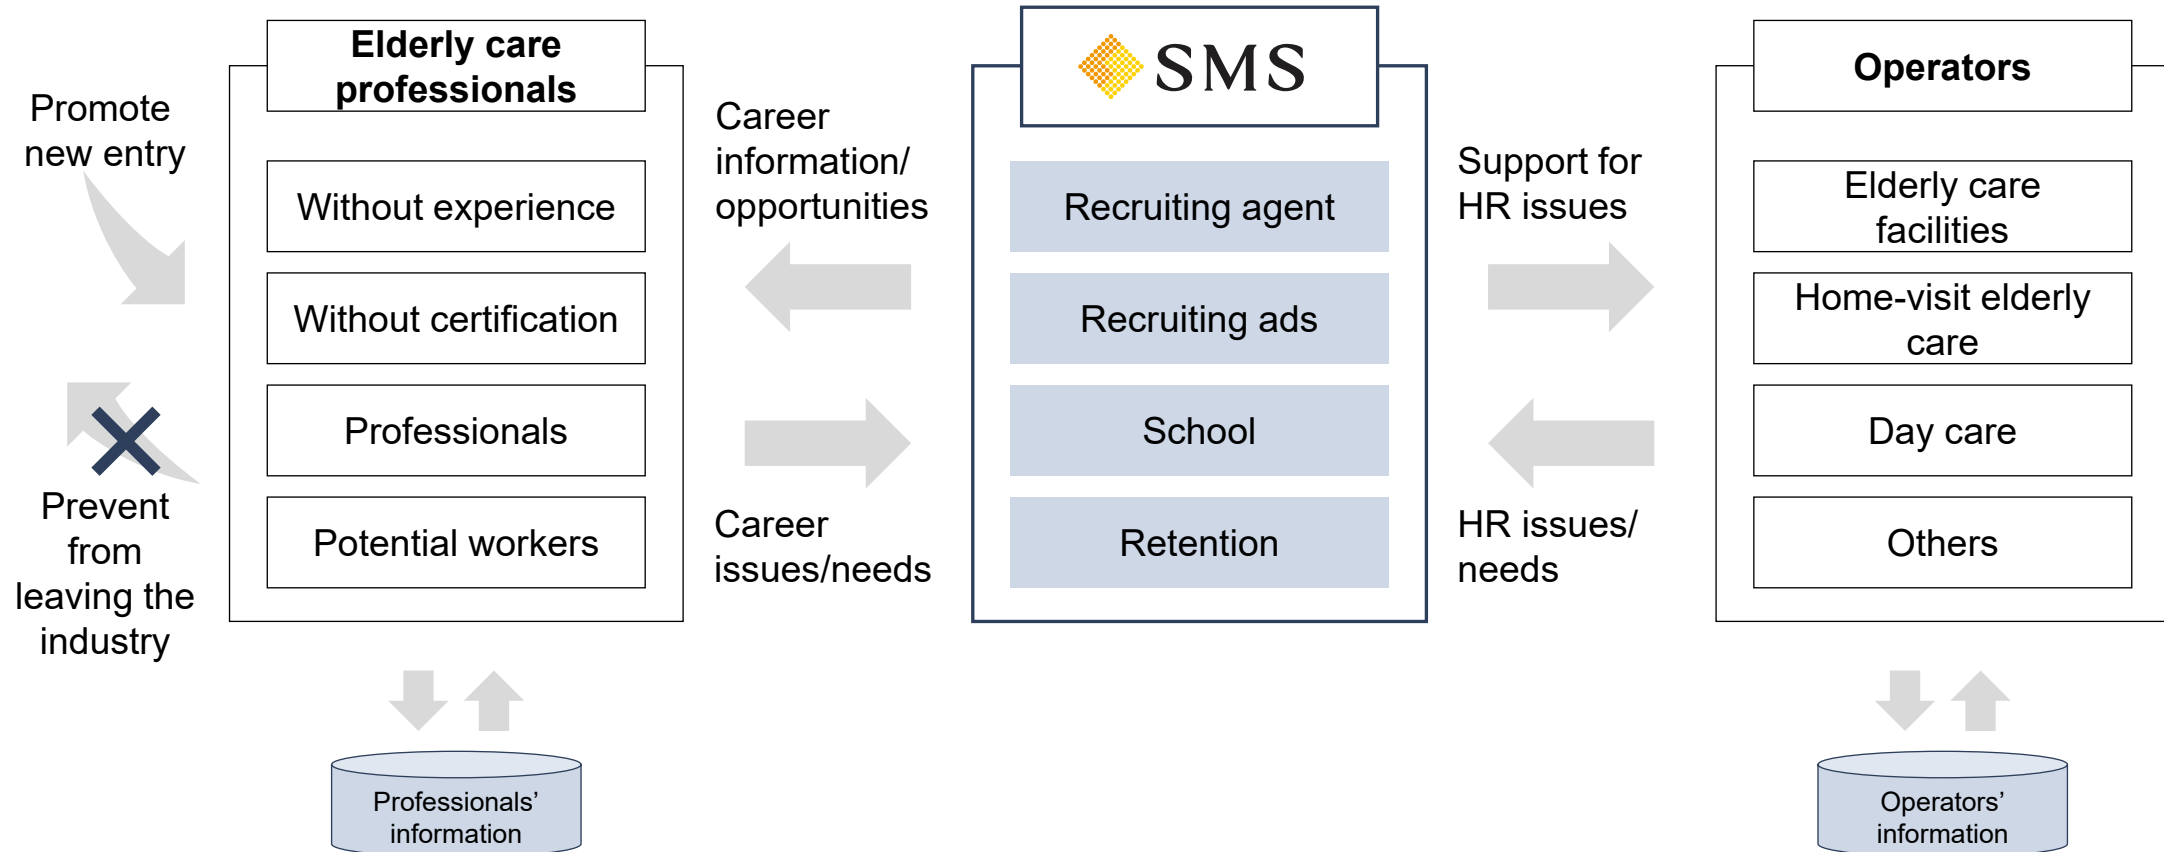 Promote
new entry
Prevent
from
leaving the
industry
Elderly care
professionals
Without experience
Without certification
Professionals
Potential workers
Professionals’
information
Career
information/
opportunities
Career
issues/needs
SMS
Recruiting agent
Recruiting ads
School
Retention
Support for
HR issues
HR issues/
needs
Operators
Elderly care
facilities
Home-visit elderly
care
Day care
Others
Operators’
information